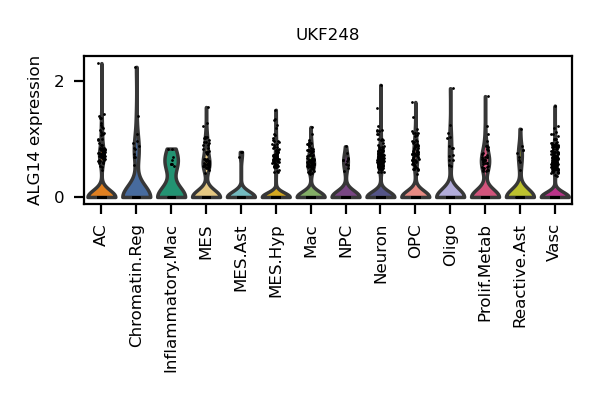 UKF248
ALG14 expression
2
0
AC
Chromatin.Reg
Inflammatory.Mac
MES
MES.Ast
MES.Hyp
Mac
NPC
Neuron
OPC
Oligo
Prolif.Metab
Reactive.Ast
Vasc